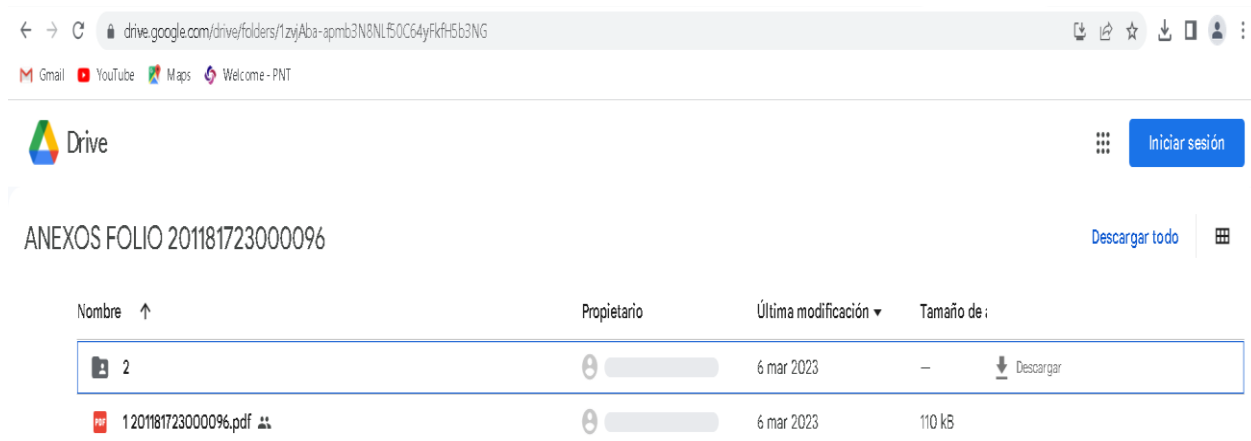 drive.google.com/drive/folders/1zvjAba-apmb3N8NLf50C64yFkfH5b3NG
Gmail YouTube Maps Welcome - PNT
Drive Iniciar sesión
ANEXOS FOLIO 201181723000096 Descargar todo
Nombre Propietario Última modificación Tamaño de a
2 6 mar 2023 — Descargar
PDF 1 201181723000096.pdf 6 mar 2023 110 kB